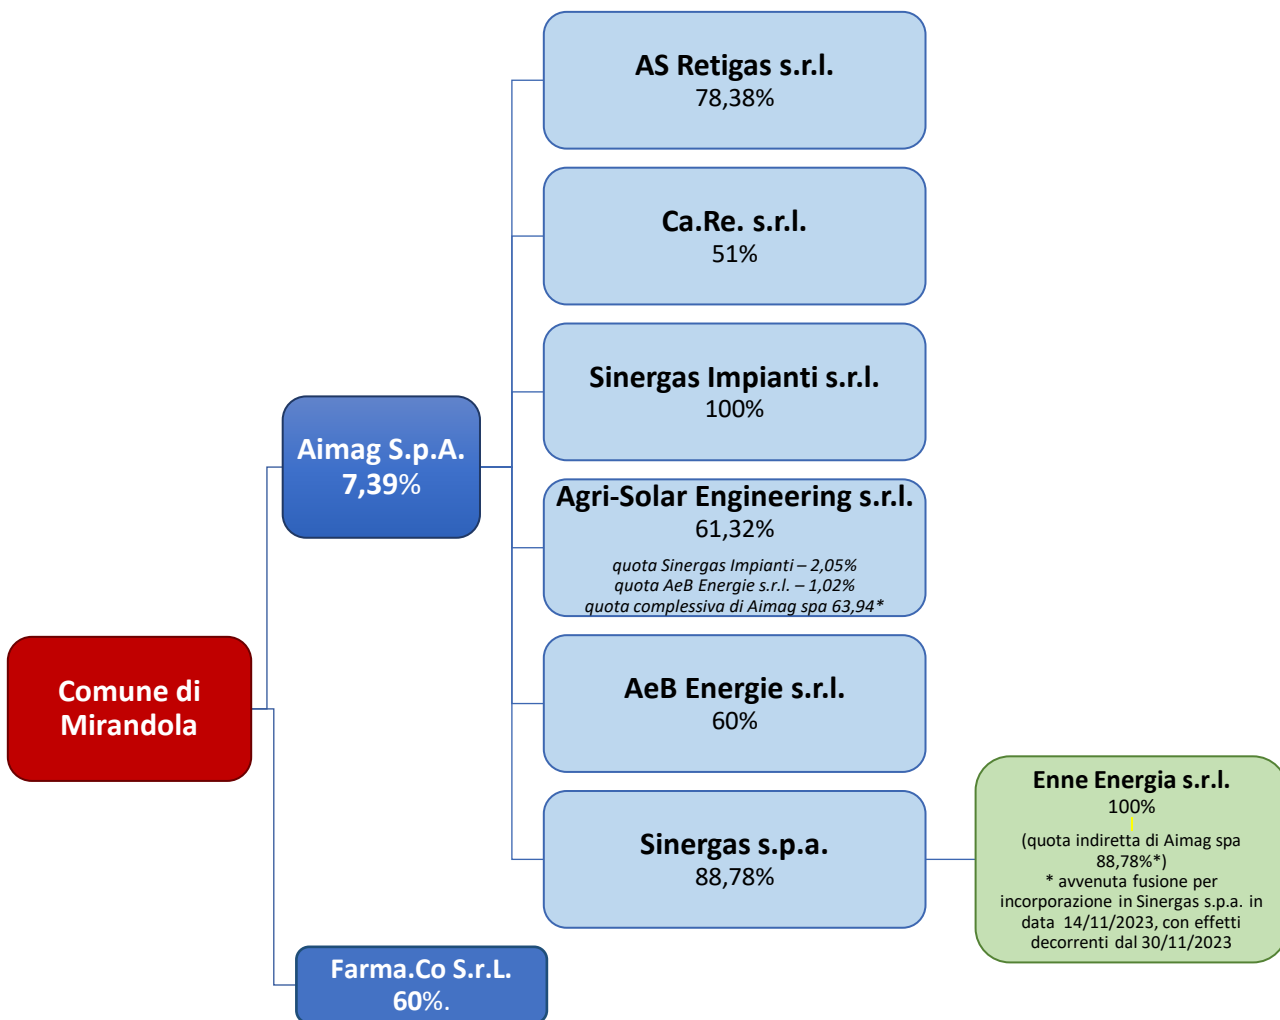 Comune di
Mirandola
Aimag S.p.A.
7,39%
AS Retigas s.r.l.
78,38%
Ca.Re. s.r.l.
51%
Sinergas Impianti s.r.l.
100%
Agri-Solar Engineering s.r.l.
61,32%
quota Sinergas Impianti – 2,05%
quota AeB Energie s.r.l. – 1,02%
quota complessiva di Aimag spa 63,94*
AeB Energie s.r.l.
60%
Sinergas s.p.a.
88,78%
Enne Energia s.r.l.
100%
(quota indiretta di Aimag spa
88,78%*)
* avvenuta fusione per
incorporazione in Sinergas s.p.a. in
data 14/11/2023, con effetti
decorrenti dal 30/11/2023
Farma.Co S.r.L.
60%.